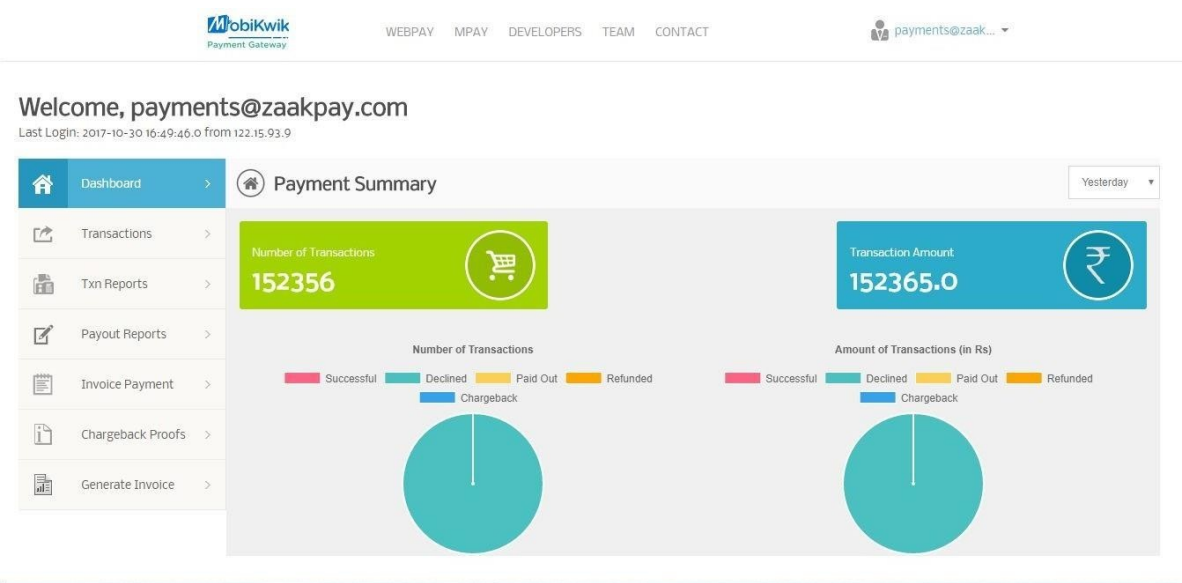 MobiKwik
Payment Gateway
WEBPAY MPAY DEVELOPERS TEAM CONTACT
payments@zaak...
Welcome, payments@zaakpay.com
Last Login: 2017-10-30 16:49:46.0 from 122.15.93.9
Dashboard
Transactions
Txn Reports
Payout Reports
Invoice Payment
Chargeback Proofs
Generate Invoice
Payment Summary
Yesterday
Number of Transactions
152356
Transaction Amount
152365.0
Number of Transactions
Successful Declined Paid Out Refunded
Chargeback
Amount of Transactions (in Rs)
Successful Declined Paid Out Refunded
Chargeback